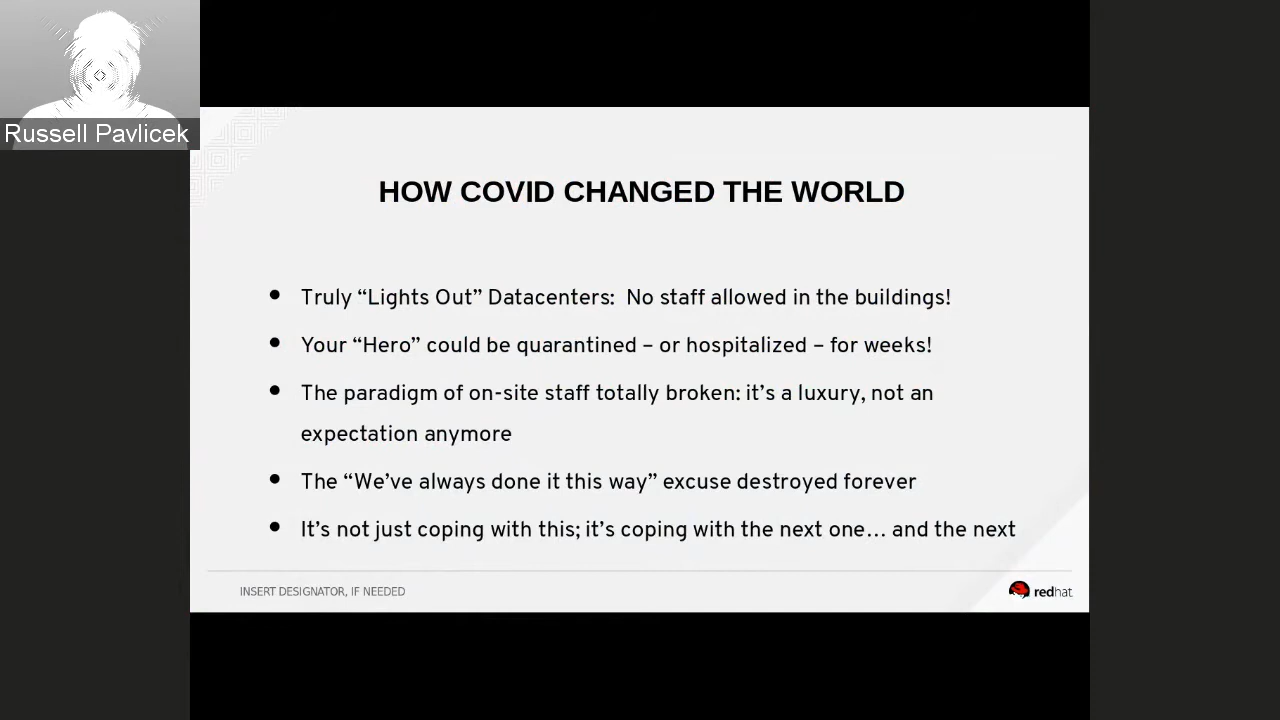 Russell Pavlicek
HOW COVID CHANGED THE WORLD
• Truly “Lights Out” Datacenters:  No staff allowed in the buildings!
• Your “Hero” could be quarantined – or hospitalized – for weeks!
• The paradigm of on-site staff totally broken: it’s a luxury, not an
expectation anymore
• The “We’ve always done it this way” excuse destroyed forever
• It’s not just coping with this; it’s coping with the next one… and the next
INSERT DESIGNATOR, IF NEEDED
redhat